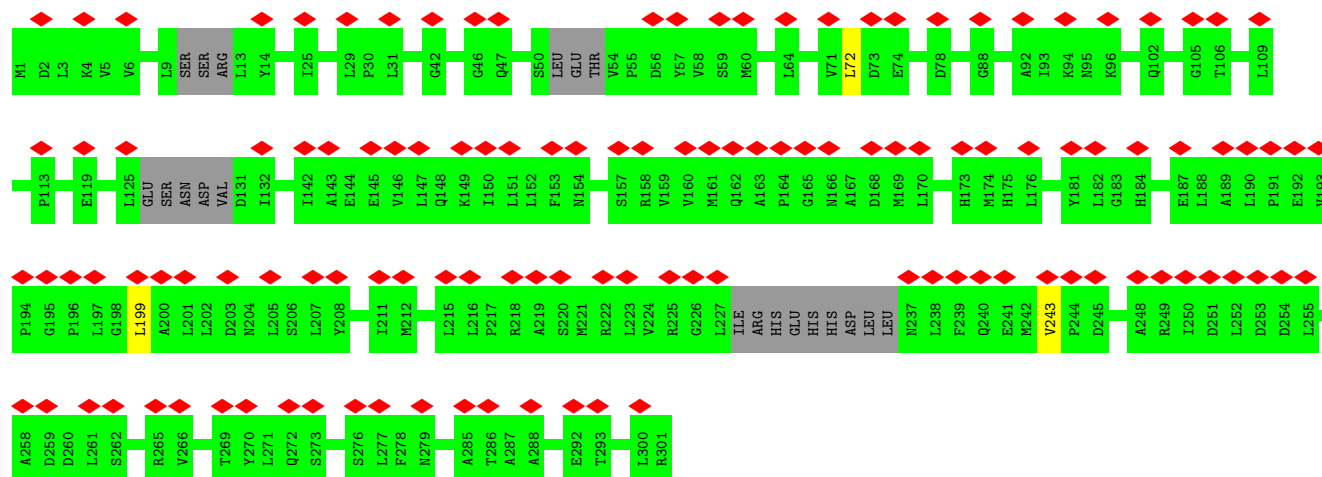 M1 D2 L3 K4 V5 V6 L9 SER SER ARG L13 Y14 I25 L29 P30 L31 G42 G46 Q47 S50 LEU GLU THR V54 P55 D56 Y57 V58 S59 M60 L64 V71 L72 D73 E74 D78 G88 A92 I93 K94 N95 K96 Q102 G105 T106 L109
P113 E119 L125 GLU SER ASN ASP VAL D131 I132 I142 A143 E144 E145 V146 L147 Q148 K149 I150 L151 L152 F153 N154 S157 R158 V159 V160 M161 Q162 A163 P164 G165 N166 A167 D168 M169 L170 H173 M174 H175 L176 Y181 L182 G183 H184 E187 L188 A189 L190 P191 E192 V193
P194 G195 P196 L197 G198 L199 A200 L201 L202 D203 N204 L205 S206 L207 Y208 I211 M212 L215 L216 P217 R218 A219 S220 M221 R222 L223 V224 R225 G226 L227 ILE ARG HIS GLU HIS HIS ASP LEU LEU N237 L238 F239 Q240 E241 M242 V243 P244 D245 A248 R249 I250 D251 L252 D253 D254 L255
A258 D259 D260 L261 S262 R265 V266 T269 Y270 L271 Q272 S273 S276 L277 F278 N279 A285 T286 A287 A288 E292 T293 L300 R301